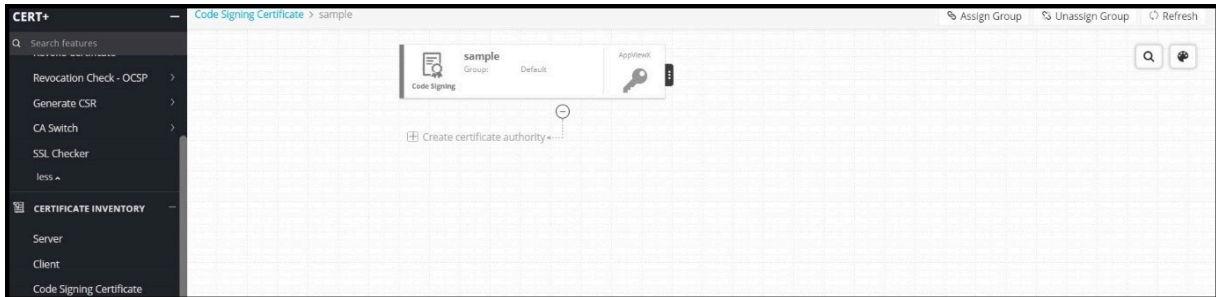 CERT+
Code Signing Certificate > sample
Assign Group
Unassign Group
Refresh
Search features
Revocation Check - OCSP
Generate CSR
CA Switch
SSL Checker
less
CERTIFICATE INVENTORY
Server
Client
Code Signing Certificate
sample
Group: Default
Code Signing
AppViewX
Create certificate authority